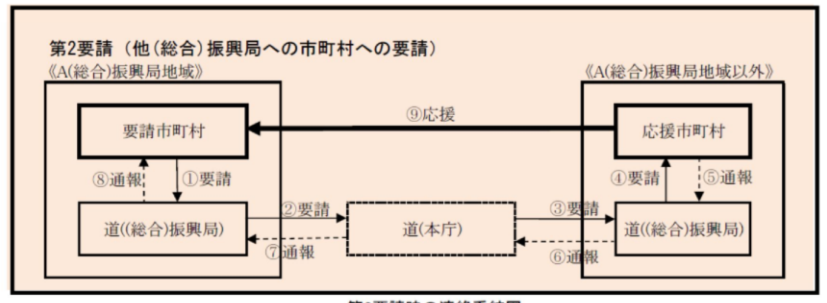 第2要請（他(総合)振興局への市町村への要請）
《A(総合)振興局地域》
《A(総合)振興局地域以外》
⑨応援
要請市町村
応援市町村
⑧通報
①要請
④要請
⑤通報
②要請
③要請
道((総合)振興局)
道(本庁)
道((総合)振興局)
⑦通報
⑥通報